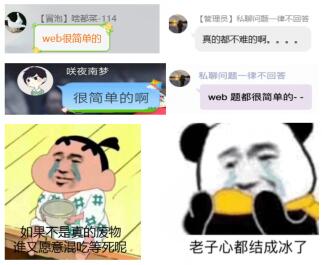 【冒泡】啥都菜-114
web很简单的
【管理员】私聊问题一律不回答
真的都不难的啊。。。。
咲夜南梦
很简单的啊
私聊问题一律不回答
web 题都很简单的- -
如果不是真的废物
谁又愿意混吃等死呢
老子心都结成冰了